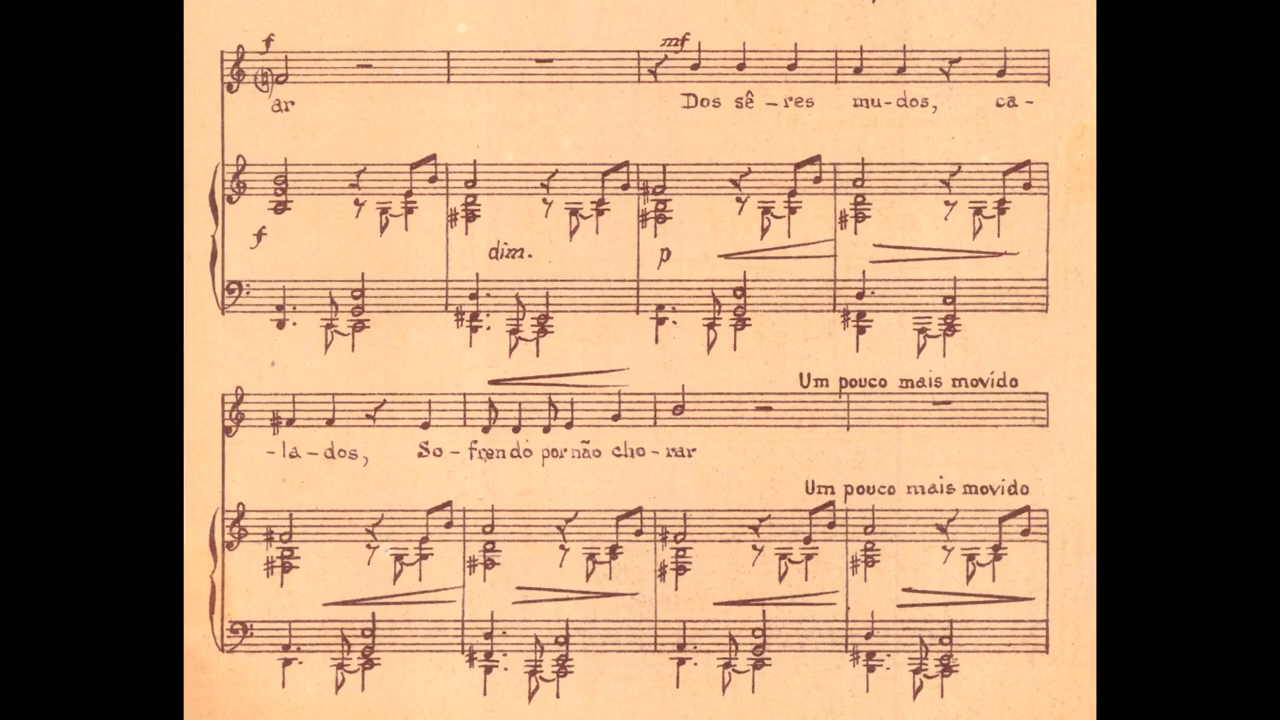 f mf
ar Dos sê - res mu - dos, ca -
f dim. p
Um pouco mais movido
- la - dos, So - frendo por não cho - rar
Um pouco mais movido